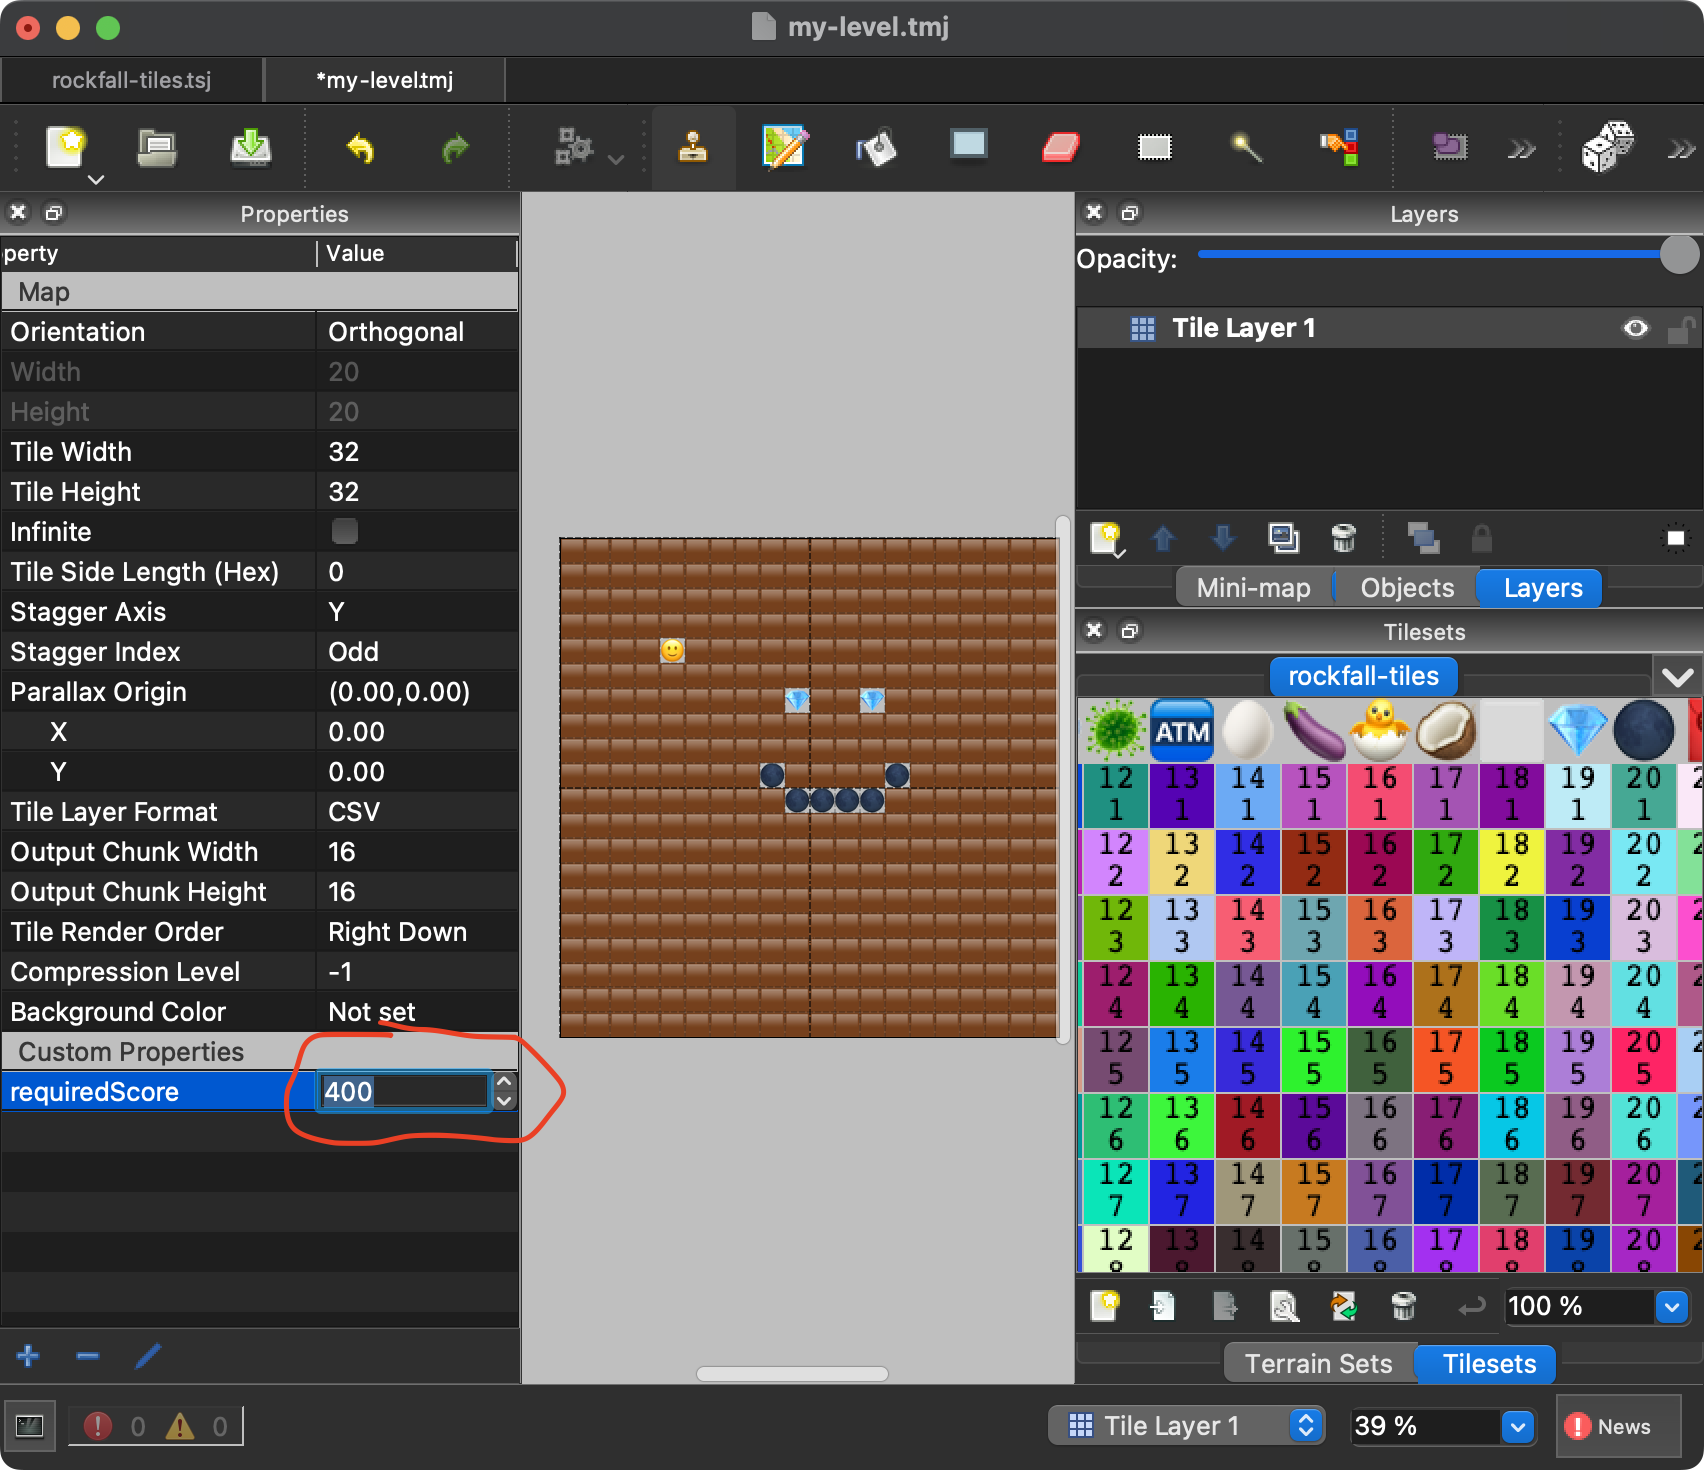 my-level.tmj
rockfall-tiles.tsj
*my-level.tmj
Properties
perty Value
Map
Orientation Orthogonal
Width 20
Height 20
Tile Width 32
Tile Height 32
Infinite
Tile Side Length (Hex) 0
Stagger Axis Y
Stagger Index Odd
Parallax Origin (0.00,0.00)
X 0.00
Y 0.00
Tile Layer Format CSV
Output Chunk Width 16
Output Chunk Height 16
Tile Render Order Right Down
Compression Level -1
Background Color Not set
Custom Properties
requiredScore 400
Layers
Opacity:
Tile Layer 1
Mini-map Objects Layers
Tilesets
rockfall-tiles
ATM
12 13 14 15 16 17 18 19 20 2
1 1 1 1 1 1 1 1 1
12 13 14 15 16 17 18 19 20 2
2 2 2 2 2 2 2 2 2
12 13 14 15 16 17 18 19 20 2
3 3 3 3 3 3 3 3 3
12 13 14 15 16 17 18 19 20 2
4 4 4 4 4 4 4 4 4
12 13 14 15 16 17 18 19 20 2
5 5 5 5 5 5 5 5 5
12 13 14 15 16 17 18 19 20 2
6 6 6 6 6 6 6 6 6
12 13 14 15 16 17 18 19 20 2
7 7 7 7 7 7 7 7 7
12 13 14 15 16 17 18 19 20 2
100 %
Terrain Sets Tilesets
0 0
Tile Layer 1
39 %
News